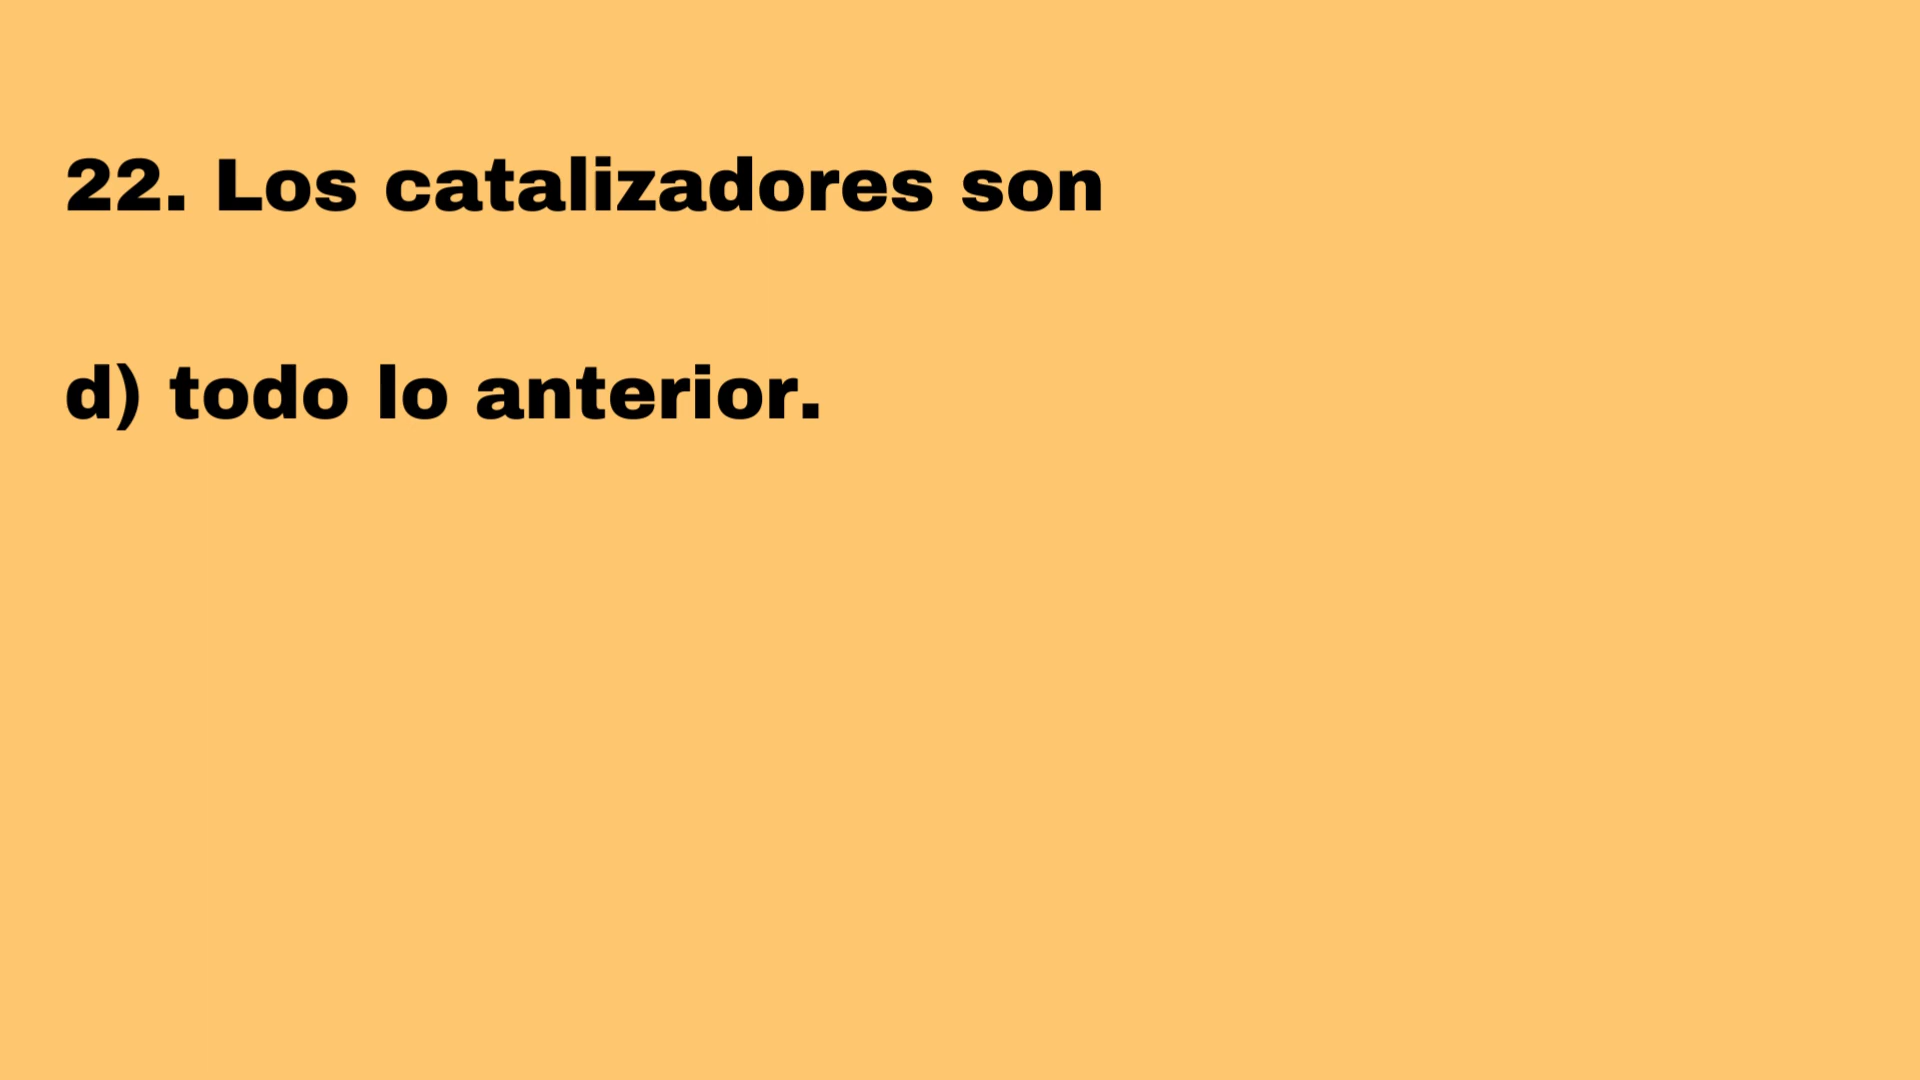 22. Los catalizadores son
d) todo lo anterior.